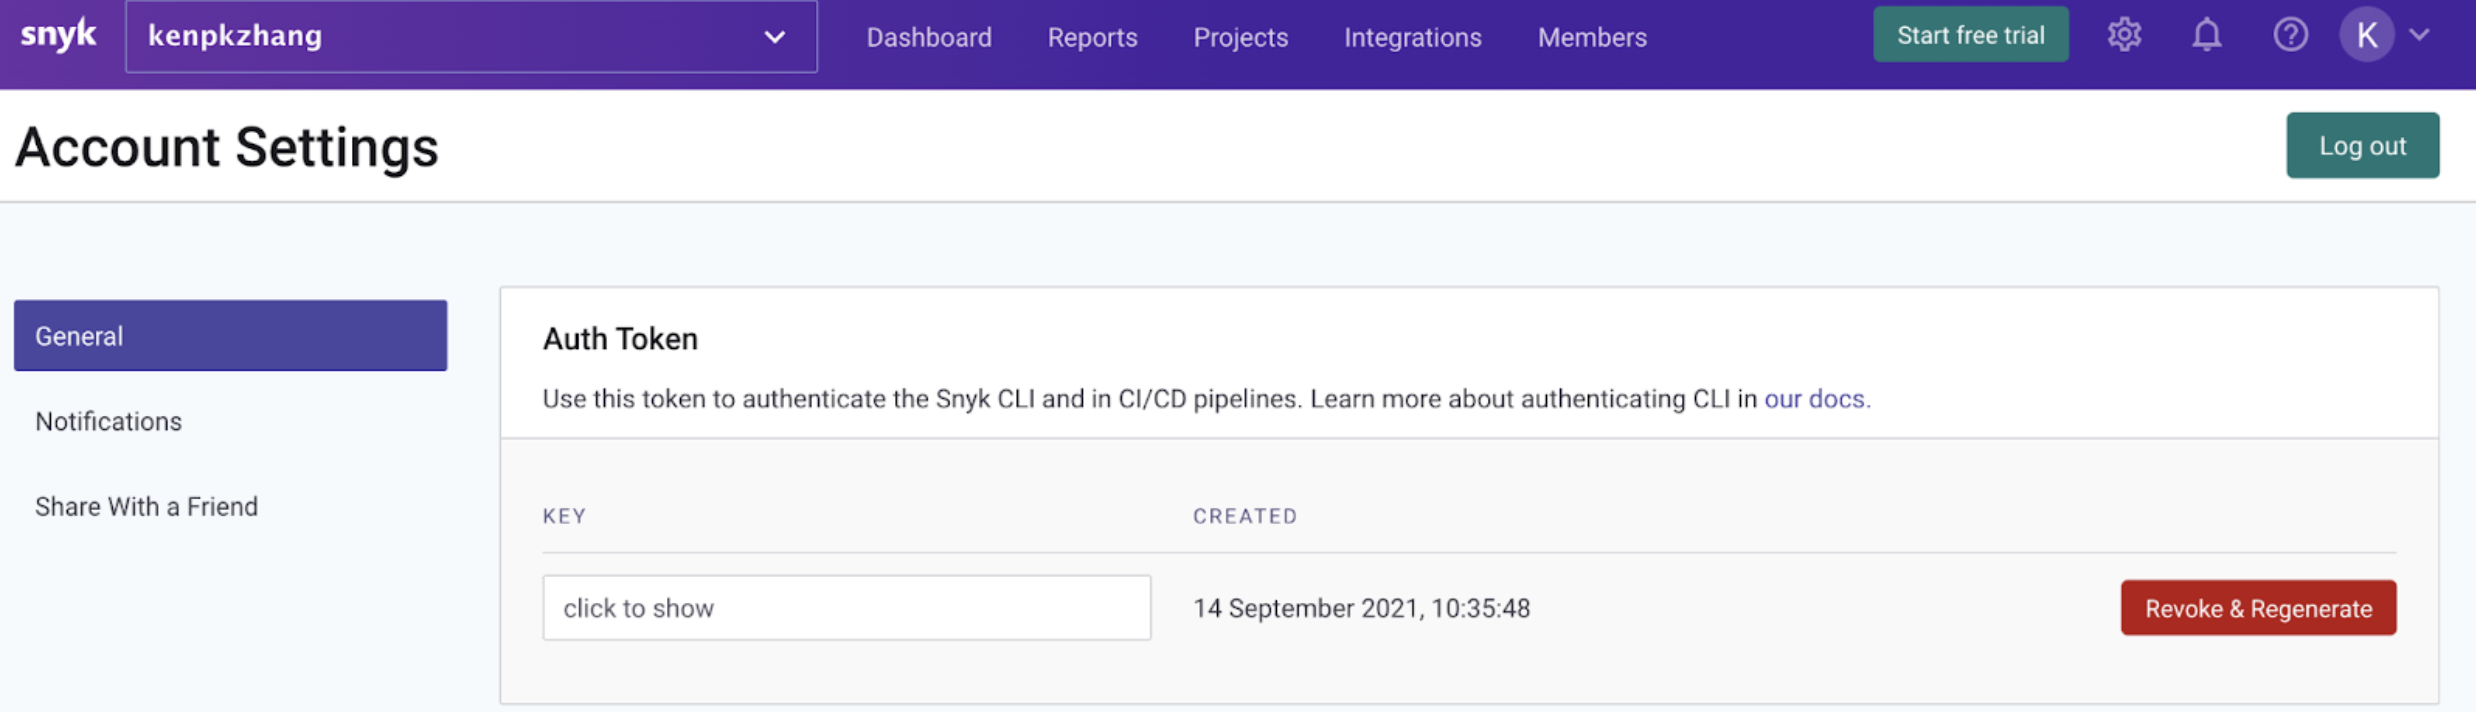 snyk kenpkzhang Dashboard Reports Projects Integrations Members Start free trial K
Account Settings Log out
General
Notifications
Share With a Friend
Auth Token
Use this token to authenticate the Snyk CLI and in CI/CD pipelines. Learn more about authenticating CLI in our docs.
KEY CREATED
click to show 14 September 2021, 10:35:48 Revoke & Regenerate